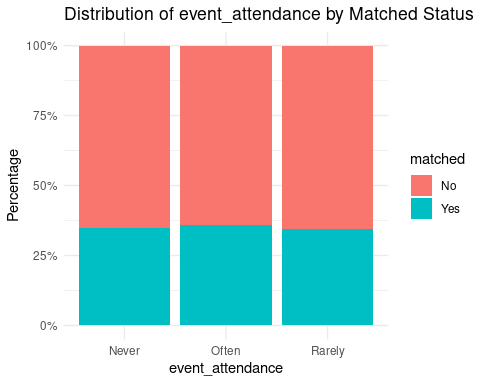 Distribution of event_attendance by Matched Status
100%
75%
50%
25%
0%
Percentage
Never
Often
Rarely
event_attendance
matched
No
Yes